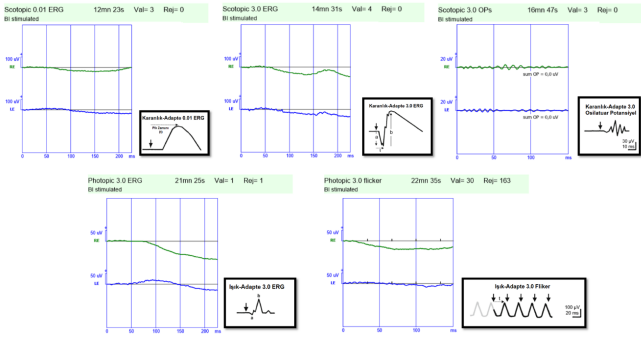 Scotopic 0.01 ERG 12mn 23s Val= 3 Rej= 0
BI stimulated
100 uV
RE
100 uV
LE
0 50 100 150 200 ms
Karanlık-Adapte 0.01 ERG
Scotopic 3.0 ERG 14mn 31s Val= 4 Rej= 0
BI stimulated
100 uV
RE
100 uV
LE
0 50 100 150 200 ms
Karanlık-Adapte 3.0 ERG
a
b
Scotopic 3.0 OPs 16mn 47s Val= 3 Rej= 0
BI stimulated
20 uV
RE
sum OP = 0,0 uV
20 uV
LE
sum OP = 0,0 uV
0 50 100 150 ms
Karanlık-Adapte 3.0
Osilatuar Potansiyel
30 µV
10 ms
Photopic 3.0 ERG 21mn 25s Val= 1 Rej= 1
BI stimulated
50 uV
RE
50 uV
LE
0 50 100 150 200 ms
Işık-Adapte 3.0 ERG
b
a
Photopic 3.0 flicker 22mn 35s Val= 30 Rej= 163
BI stimulated
50 uV
RE
50 uV
LE
0 50 100 ms
Işık-Adapte 3.0 Fliker
t
100 µV
20 ms